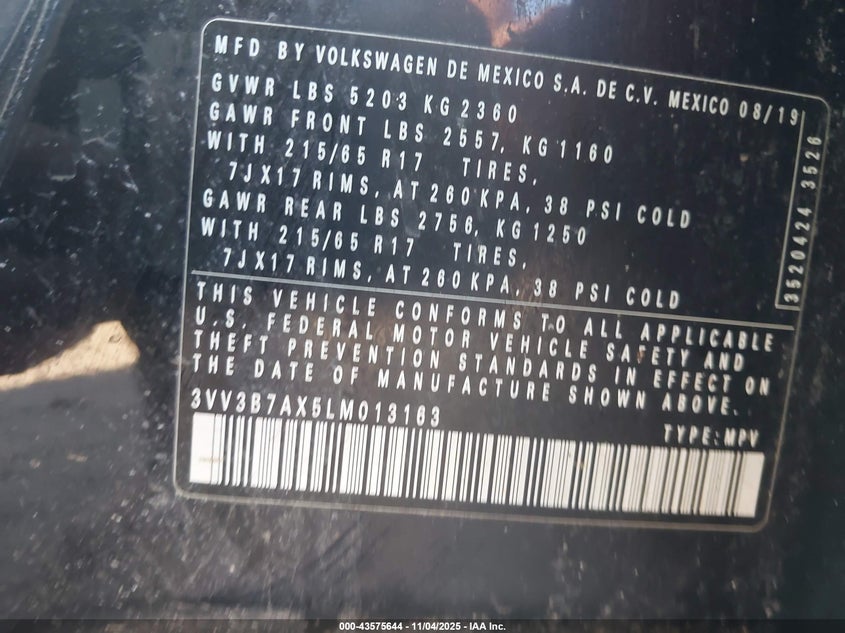 MFD BY VOLKSWAGEN DE MEXICO S.A. DE C.V. MEXICO 08/19
GVWR LBS 5203 KG 2360
GAWR FRONT LBS 2557, KG 1160
WITH 215/65 R17 TIRES,
7JX17 RIMS, AT 260 KPA, 38 PSI COLD
GAWR REAR LBS 2756, KG 1250
WITH 215/65 R17 TIRES,
7JX17 RIMS, AT 260 KPA, 38 PSI COLD
3520424 3526
THIS VEHICLE CONFORMS TO ALL APPLICABLE
U.S. FEDERAL MOTOR VEHICLE SAFETY AND
THEFT PREVENTION STANDARDS IN EFFECT ON
THE DATE OF MANUFACTURE SHOWN ABOVE.
3VV3B7AX5LM013163
TYPE:MPV
000-43575644 - 11/04/2025 - IAA Inc.